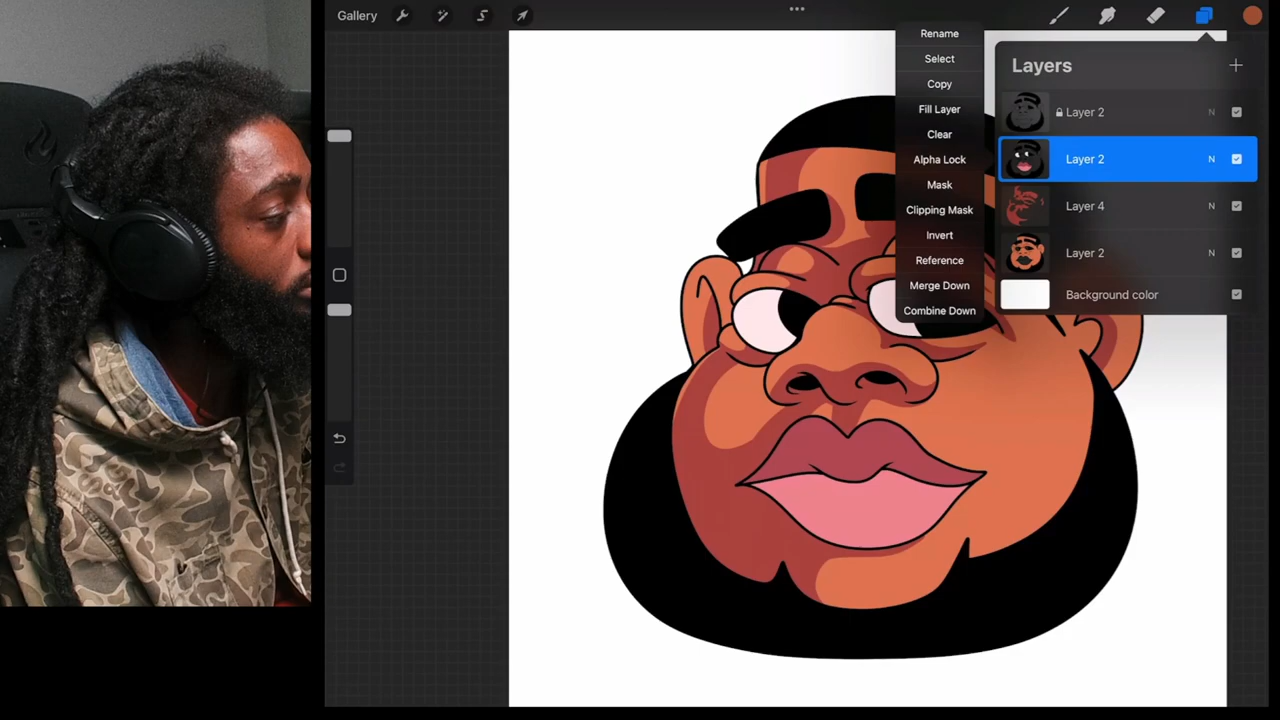 Gallery
Rename
Select
Copy
Fill Layer
Clear
Alpha Lock
Mask
Clipping Mask
Invert
Reference
Merge Down
Combine Down
Layers
Layer 2 N
Layer 2 N
Layer 4 N
Layer 2 N
Background color